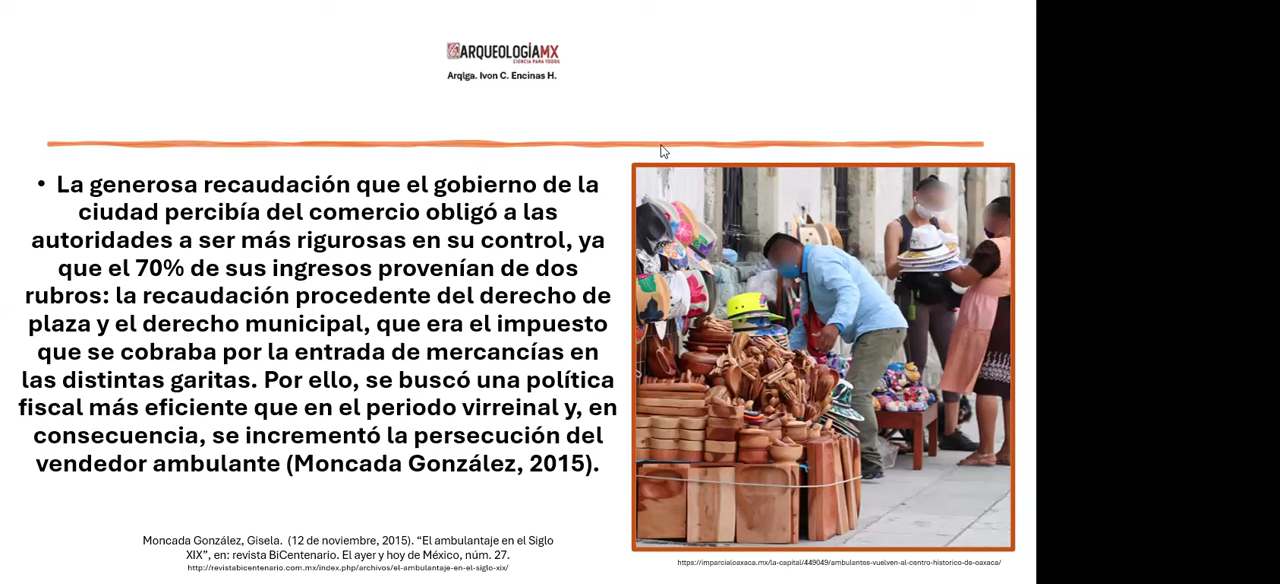 ARQUEOLOGÍAMX
CIENCIA PARA TODOS
Arqlga. Ivon C. Encinas H.
• La generosa recaudación que el gobierno de la
ciudad percibía del comercio obligó a las
autoridades a ser más rigurosas en su control, ya
que el 70% de sus ingresos provenían de dos
rubros: la recaudación procedente del derecho de
plaza y el derecho municipal, que era el impuesto
que se cobraba por la entrada de mercancías en
las distintas garitas. Por ello, se buscó una política
fiscal más eficiente que en el periodo virreinal y, en
consecuencia, se incrementó la persecución del
vendedor ambulante (Moncada González, 2015).
Moncada González, Gisela. (12 de noviembre, 2015). “El ambulantaje en el Siglo
XIX”, en: revista BiCentenario. El ayer y hoy de México, núm. 27.
http://revistabicentenario.com.mx/index.php/archivos/el-ambulantaje-en-el-siglo-xix/
https://imparcialoaxaca.mx/la-capital/449049/ambulantes-vuelven-al-centro-historico-de-oaxaca/